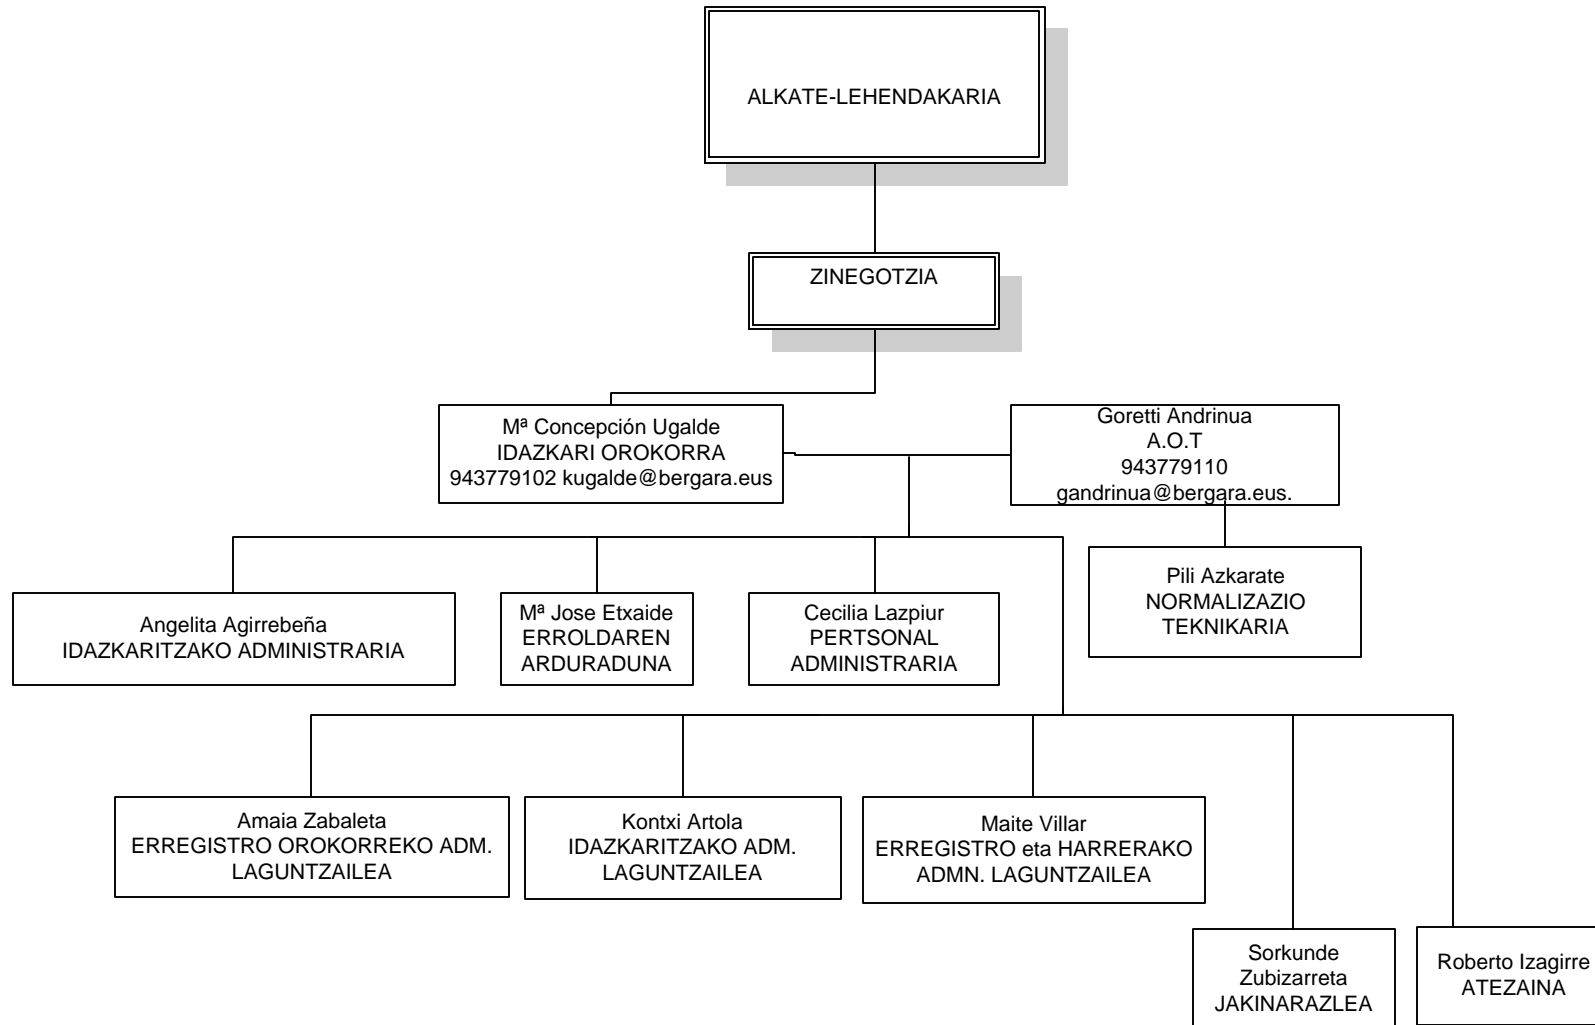 ALKATE-LEHENDAKARIA
ZINEGOTZIA
Mª Concepción Ugalde
IDAZKARI OROKORRA
943779102 kugalde@bergara.eus
Goretti Andrinua
A.O.T
943779110
gandrinua@bergara.eus.
Pili Azkarate
NORMALIZAZIO
TEKNIKARIA
Angelita Agirrebeña
IDAZKARITZAKO ADMINISTRARIA
Mª Jose Etxaide
ERROLDAREN
ARDURADUNA
Cecilia Lazpiur
PERTSONAL
ADMINISTRARIA
Amaia Zabaleta
ERREGISTRO OROKORREKO ADM.
LAGUNTZAILEA
Kontxi Artola
IDAZKARITZAKO ADM.
LAGUNTZAILEA
Maite Villar
ERREGISTRO eta HARRERAKO
ADMN. LAGUNTZAILEA
Sorkunde
Zubizarreta
JAKINARAZLEA
Roberto Izagirre
ATEZAINA